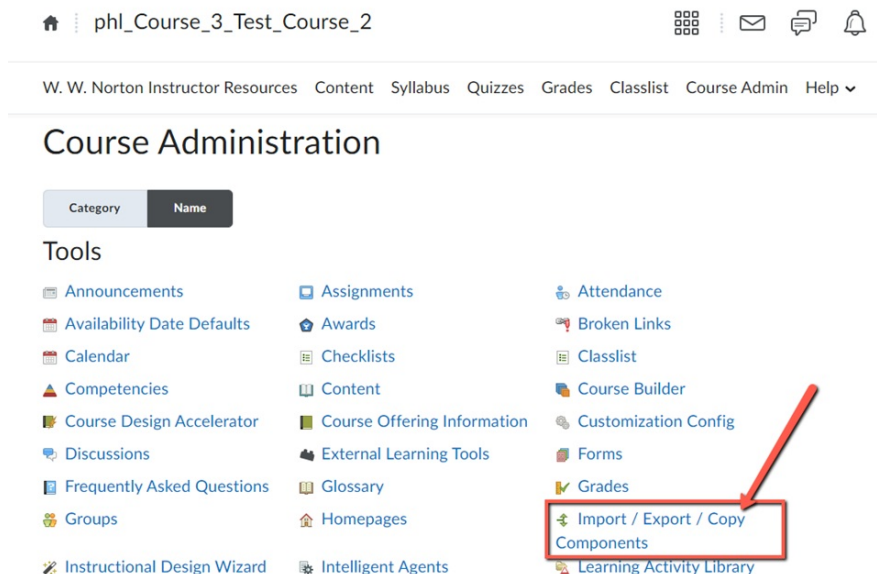 phl_Course_3_Test_Course_2
W. W. Norton Instructor Resources Content Syllabus Quizzes Grades Classlist Course Admin Help
Course Administration
Category Name
Tools
Announcements Assignments Attendance
Availability Date Defaults Awards Broken Links
Calendar Checklists Classlist
Competencies Content Course Builder
Course Design Accelerator Course Offering Information Customization Config
Discussions External Learning Tools Forms
Frequently Asked Questions Glossary Grades
Groups Homepages Import / Export / Copy
Components
Instructional Design Wizard Intelligent Agents Learning Activity Library